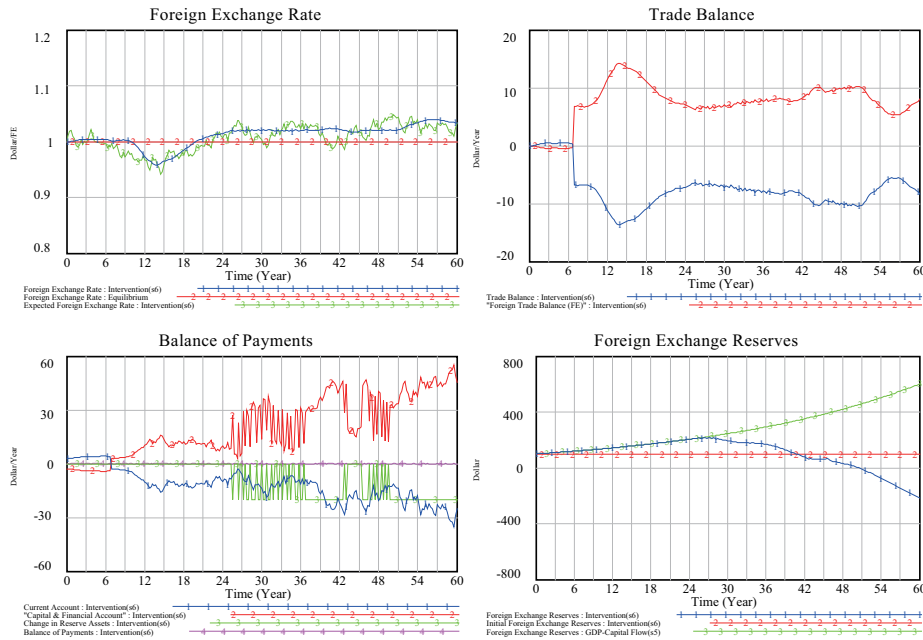 Foreign Exchange Rate
1.2
1.1
1
0.9
0.8
Dollar/FE
0 6 12 18 24 30 36 42 48 54 60
Time (Year)
Foreign Exchange Rate : Intervention(s6)
Foreign Exchange Rate : Equilibrium
Expected Foreign Exchange Rate : Intervention(s6)
Trade Balance
20
10
0
-10
-20
Dollar/Year
0 6 12 18 24 30 36 42 48 54 60
Time (Year)
Trade Balance : Intervention(s6)
"Foreign Trade Balance (FE)" : Intervention(s6)
Balance of Payments
60
30
0
-30
-60
Dollar/Year
0 6 12 18 24 30 36 42 48 54 60
Time (Year)
Current Account : Intervention(s6)
"Capital & Financial Account" : Intervention(s6)
Change in Reserve Assets : Intervention(s6)
Balance of Payments : Intervention(s6)
Foreign Exchange Reserves
800
400
0
-400
-800
Dollar
0 6 12 18 24 30 36 42 48 54 60
Time (Year)
Foreign Exchange Reserves : Intervention(s6)
Initial Foreign Exchange Reserves : Intervention(s6)
Foreign Exchange Reserves : GDP-Capital Flow(s5)